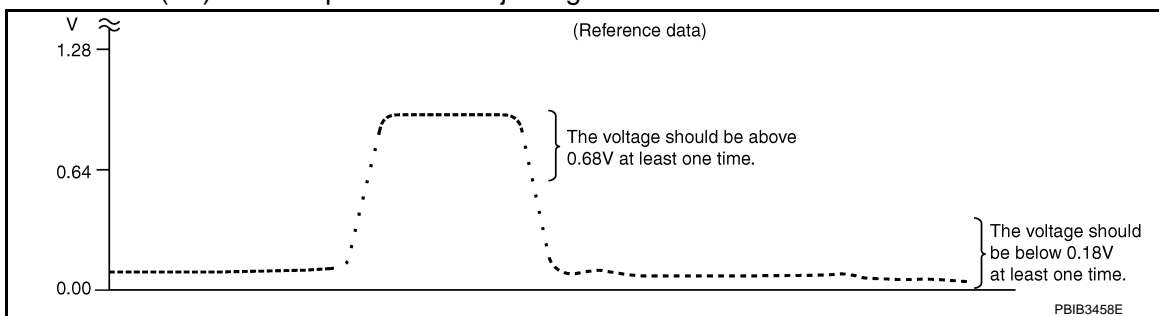 V
(Reference data)
1.28
The voltage should be above
0.68V at least one time.
0.64
The voltage should
be below 0.18V
at least one time.
0.00
PBIB3458E